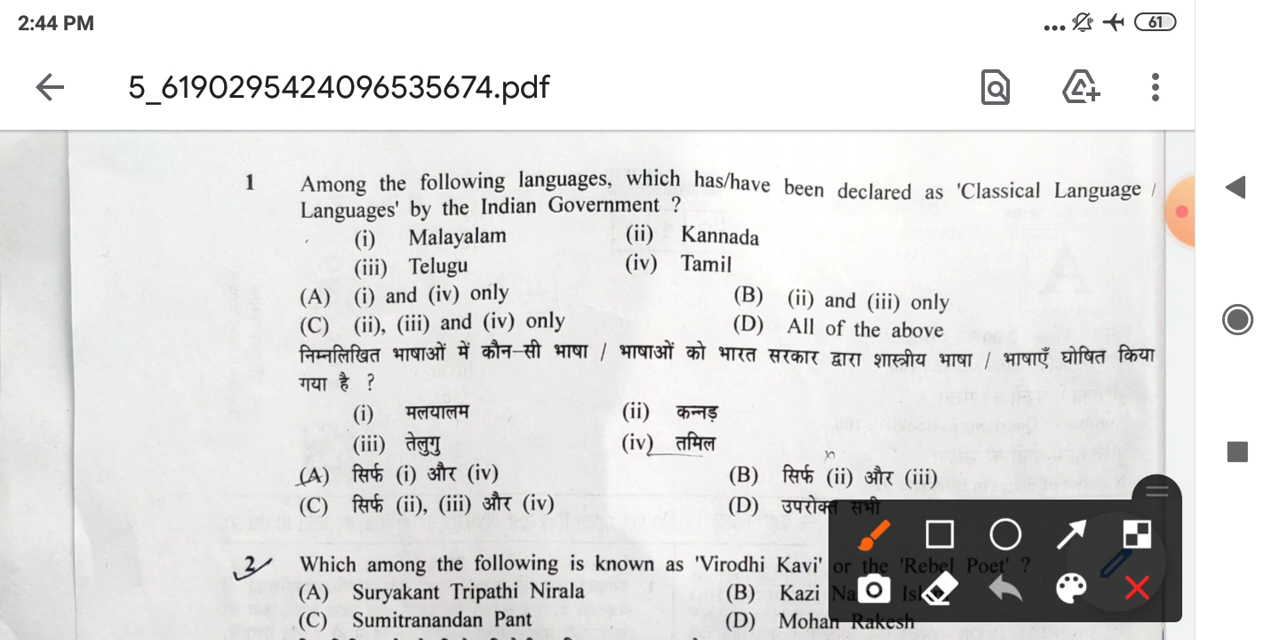 2:44 PM
61
5_6190295424096535674.pdf
1 Among the following languages, which has/have been declared as 'Classical Language /
Languages' by the Indian Government ?
(i) Malayalam (ii) Kannada
(iii) Telugu (iv) Tamil
(A) (i) and (iv) only (B) (ii) and (iii) only
(C) (ii), (iii) and (iv) only (D) All of the above
निम्नलिखित भाषाओं में कौन-सी भाषा / भाषाओं को भारत सरकार द्वारा शास्त्रीय भाषा / भाषाएँ घोषित किया
गया है ?
(i) मलयालम (ii) कन्नड़
(iii) तेलुगु (iv) तमिल
(A) सिर्फ (i) और (iv) (B) सिर्फ (ii) और (iii)
(C) सिर्फ (ii), (iii) और (iv) (D) उपरोक्त सभी
2 Which among the following is known as 'Virodhi Kavi' or the 'Rebel Poet' ?
(A) Suryakant Tripathi Nirala (B) Kazi
(C) Sumitranandan Pant (D) Mohan Rakesh